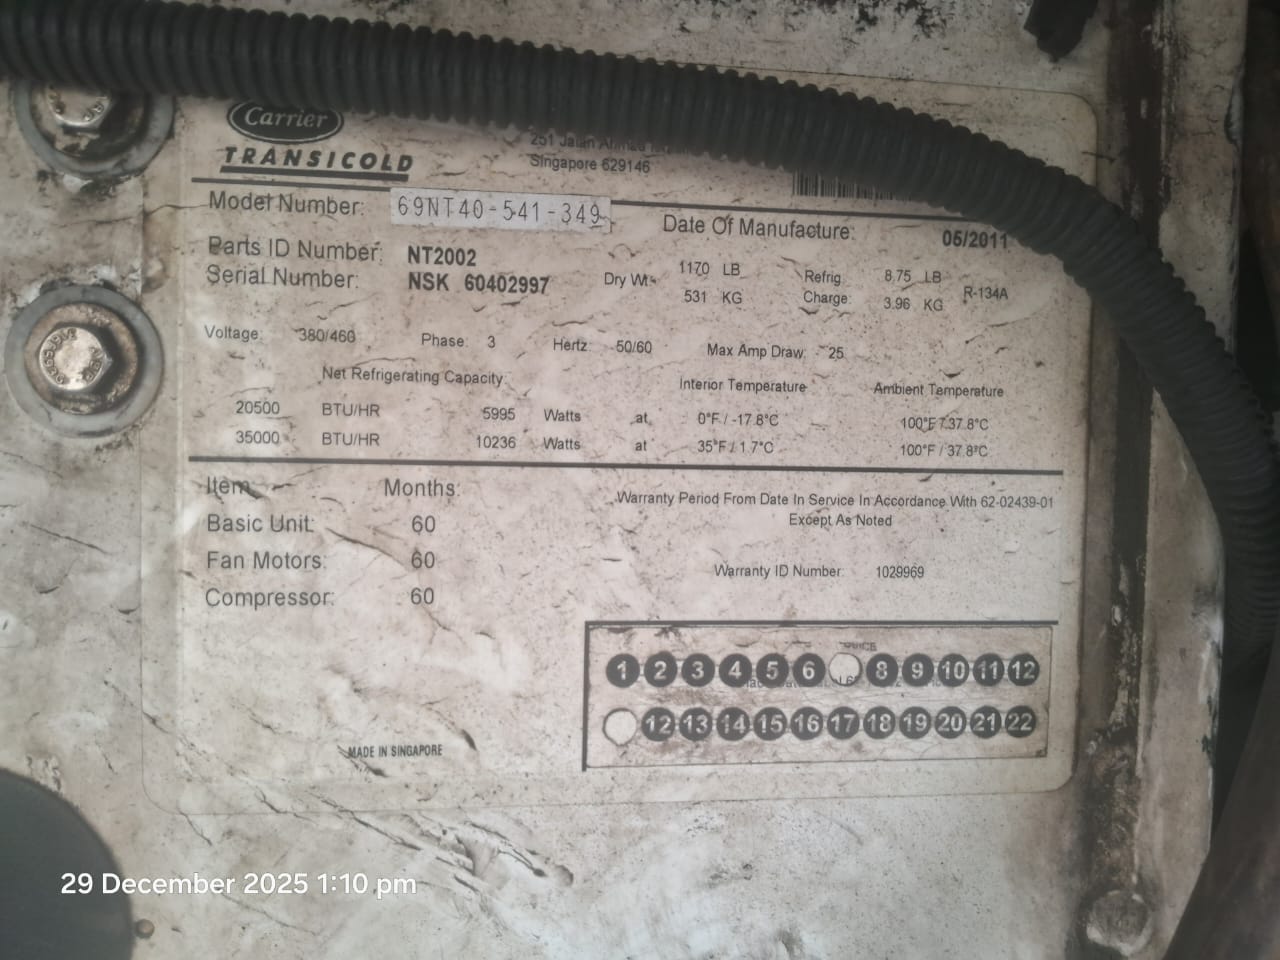 Carrier
TRANSICOLD
251 Jalan
Singapore 629146
Model Number: 69NT40-541-349
Date Of Manufacture: 06/2011
Parts ID Number: NT2002
Serial Number: NSK 60402997
Dry Wt- 1170 LB
531 KG
Refrig Charge: 8.75 LB
3.96 KG
R-134A
Voltage: 380/460 Phase: 3 Hertz: 50/60 Max Amp Draw: 25
Net Refrigerating Capacity: Interior Temperature Ambient Temperature
20500 BTU/HR 5995 Watts at 0°F / -17.8°C 100°F / 37.8°C
35000 BTU/HR 10236 Watts at 35°F / 1.7°C 100°F / 37.8°C
Item Months:
Basic Unit: 60
Fan Motors: 60
Compressor: 60
Warranty Period From Date In Service In Accordance With 62-02439-01
Except As Noted
Warranty ID Number: 1029969
1 2 3 4 5 6 8 9 10 11 12
12 13 14 15 16 17 18 19 20 21 22
MADE IN SINGAPORE
29 December 2025 1:10 pm